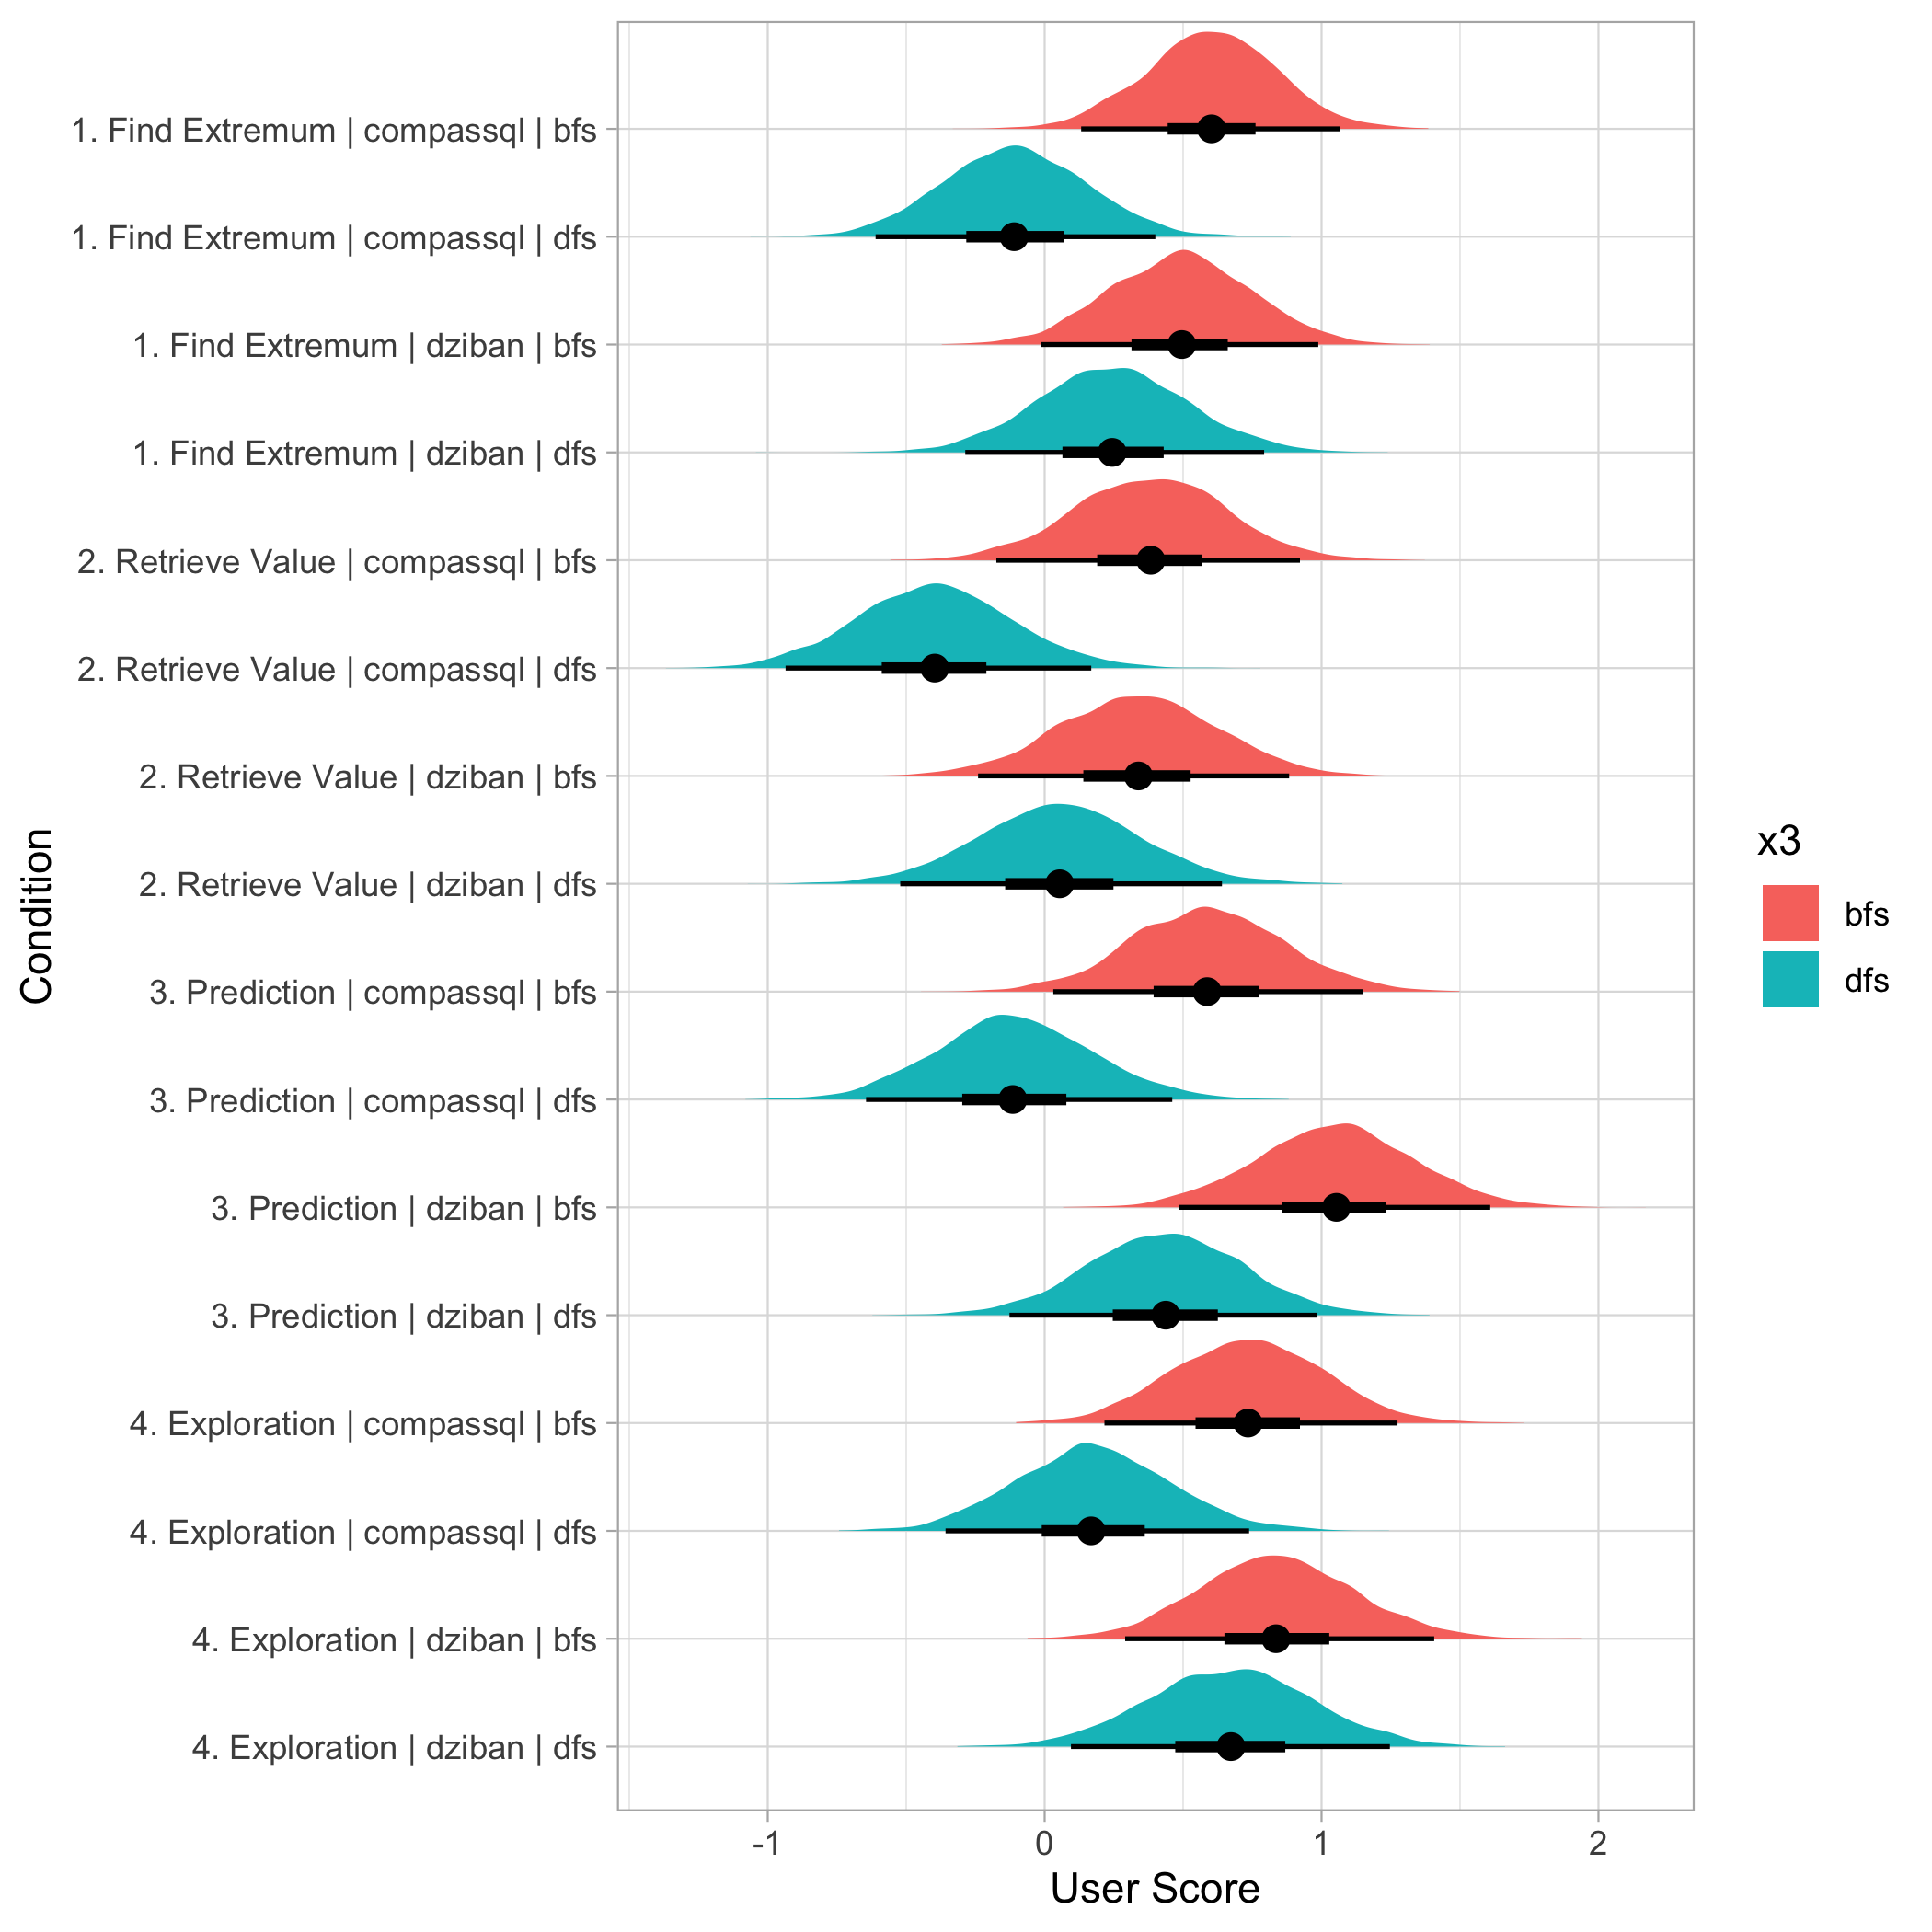 1. Find Extremum | compassql | bfs
1. Find Extremum | compassql | dfs
1. Find Extremum | dziban | bfs
1. Find Extremum | dziban | dfs
2. Retrieve Value | compassql | bfs
2. Retrieve Value | compassql | dfs
2. Retrieve Value | dziban | bfs
2. Retrieve Value | dziban | dfs
3. Prediction | compassql | bfs
3. Prediction | compassql | dfs
3. Prediction | dziban | bfs
3. Prediction | dziban | dfs
4. Exploration | compassql | bfs
4. Exploration | compassql | dfs
4. Exploration | dziban | bfs
4. Exploration | dziban | dfs
Condition
-1 0 1 2
User Score
x3
bfs
dfs